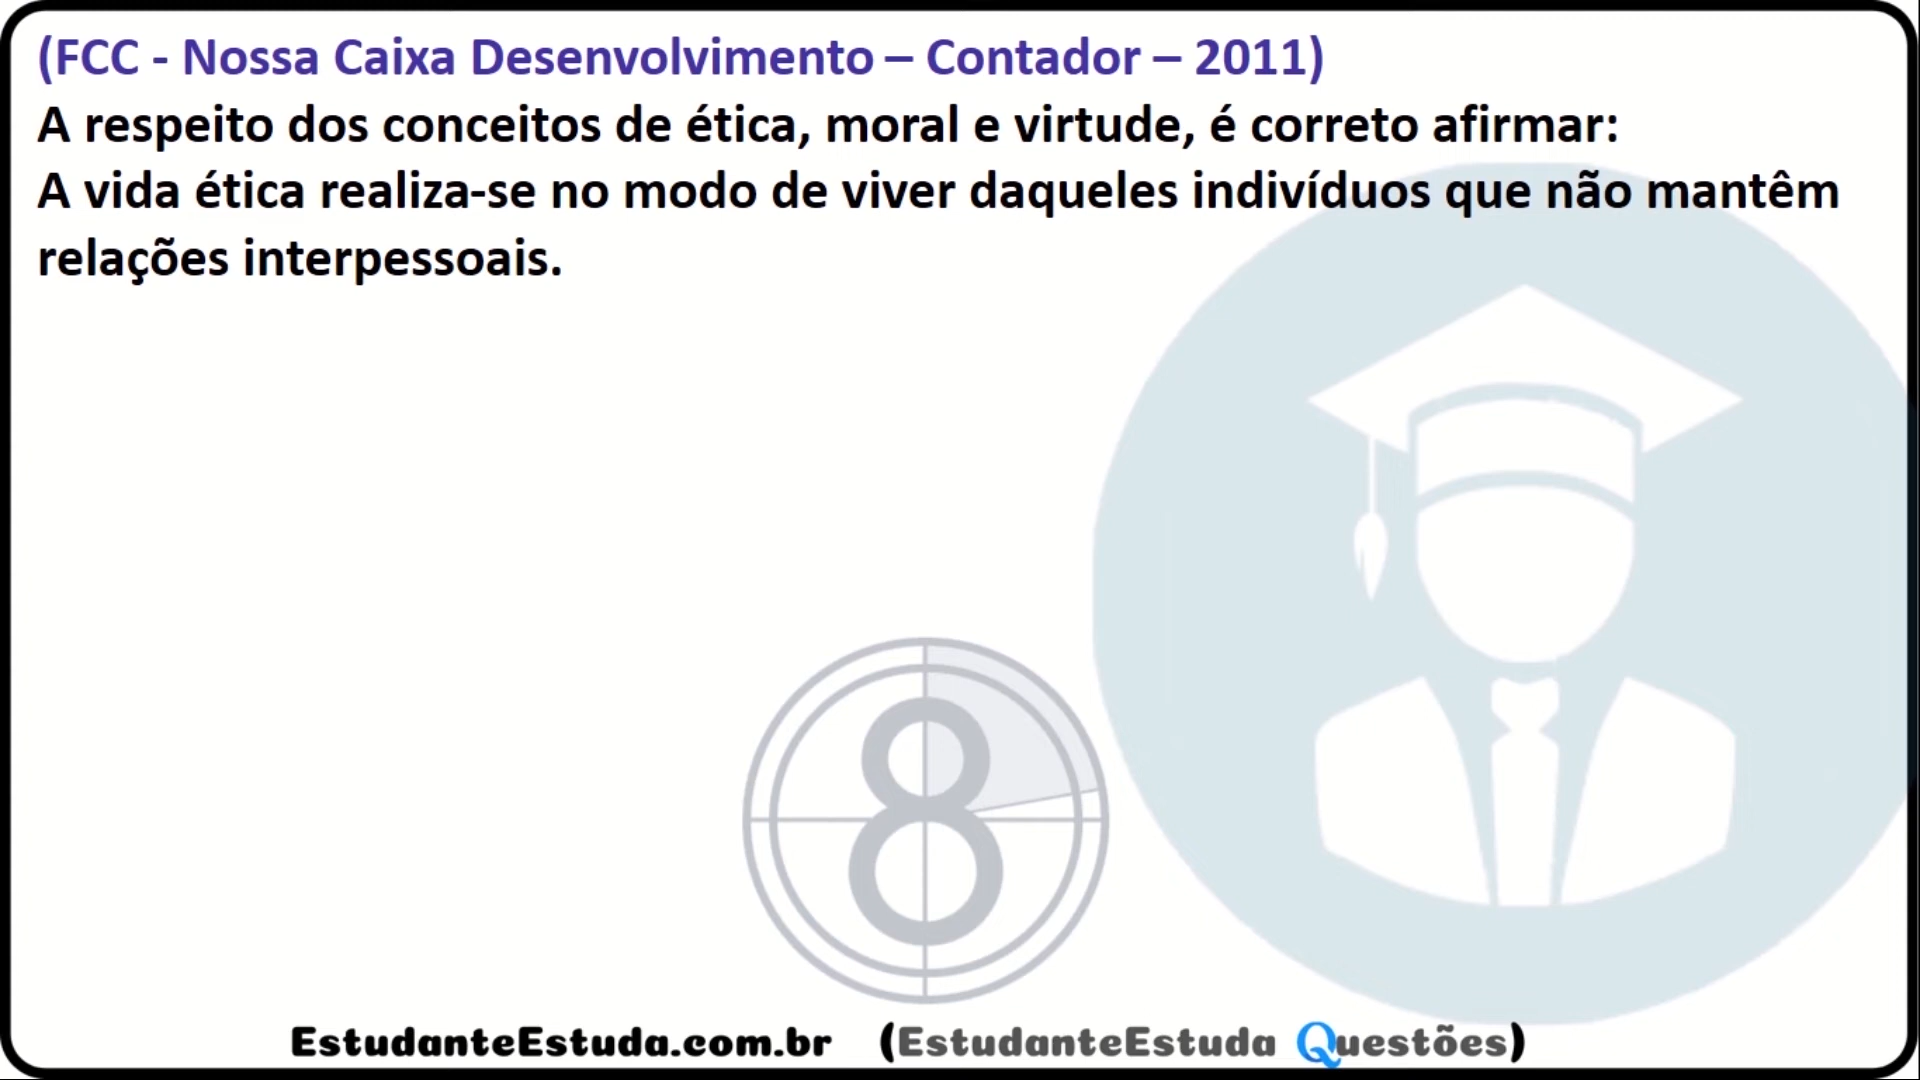 (FCC - Nossa Caixa Desenvolvimento – Contador – 2011)
A respeito dos conceitos de ética, moral e virtude, é correto afirmar:
A vida ética realiza-se no modo de viver daqueles indivíduos que não mantêm
relações interpessoais.
8
EstudanteEstuda.com.br (EstudanteEstuda Questões)